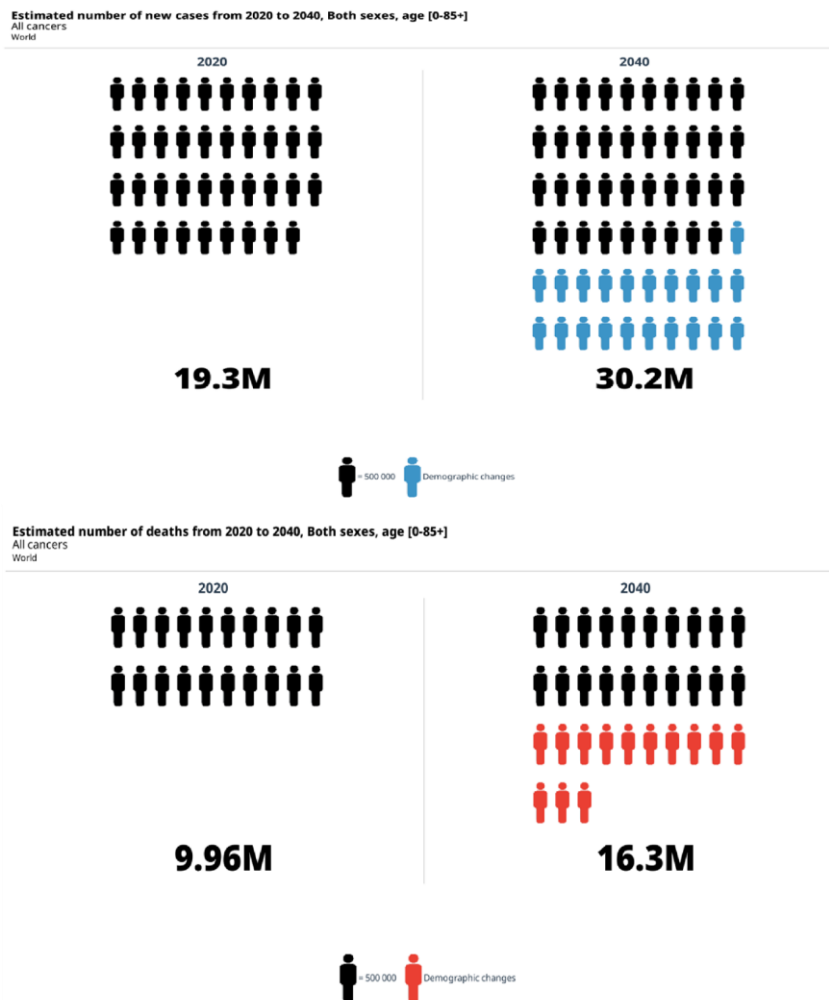 Estimated number of new cases from 2020 to 2040, Both sexes, age [0-85+]
All cancers
World
2020
2040
19.3M
30.2M
= 500 000
Demographic changes
Estimated number of deaths from 2020 to 2040, Both sexes, age [0-85+]
All cancers
World
2020
2040
9.96M
16.3M
= 500 000
Demographic changes